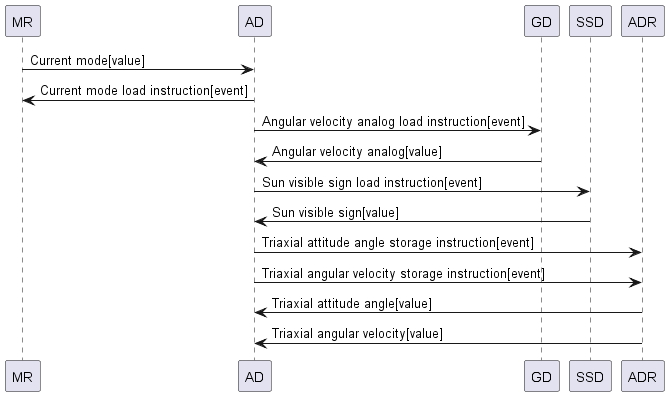 MR AD GD SSD ADR
Current mode[value]
Current mode load instruction[event]
Angular velocity analog load instruction[event]
Angular velocity analog[value]
Sun visible sign load instruction[event]
Sun visible sign[value]
Triaxial attitude angle storage instruction[event]
Triaxial angular velocity storage instruction[event]
Triaxial attitude angle[value]
Triaxial angular velocity[value]
MR AD GD SSD ADR